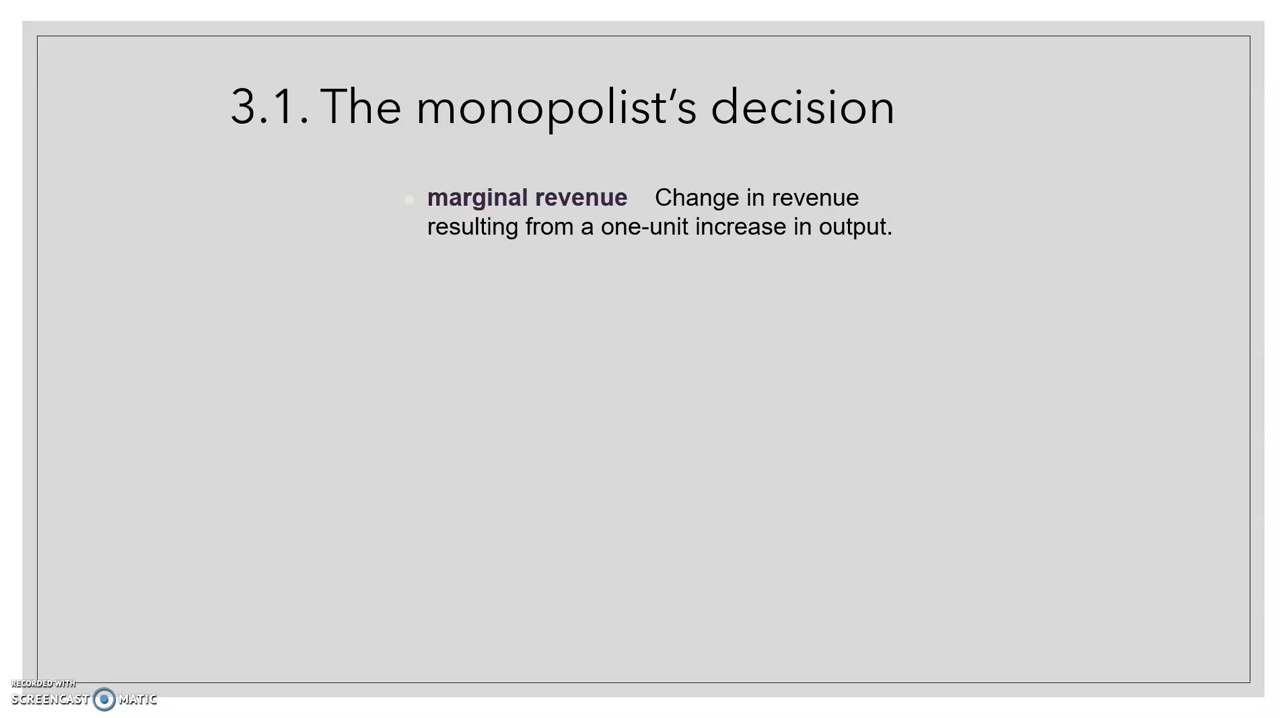 3.1. The monopolist’s decision
marginal revenue Change in revenue
resulting from a one-unit increase in output.
RECORDED WITH
SCREENCAST MATIC